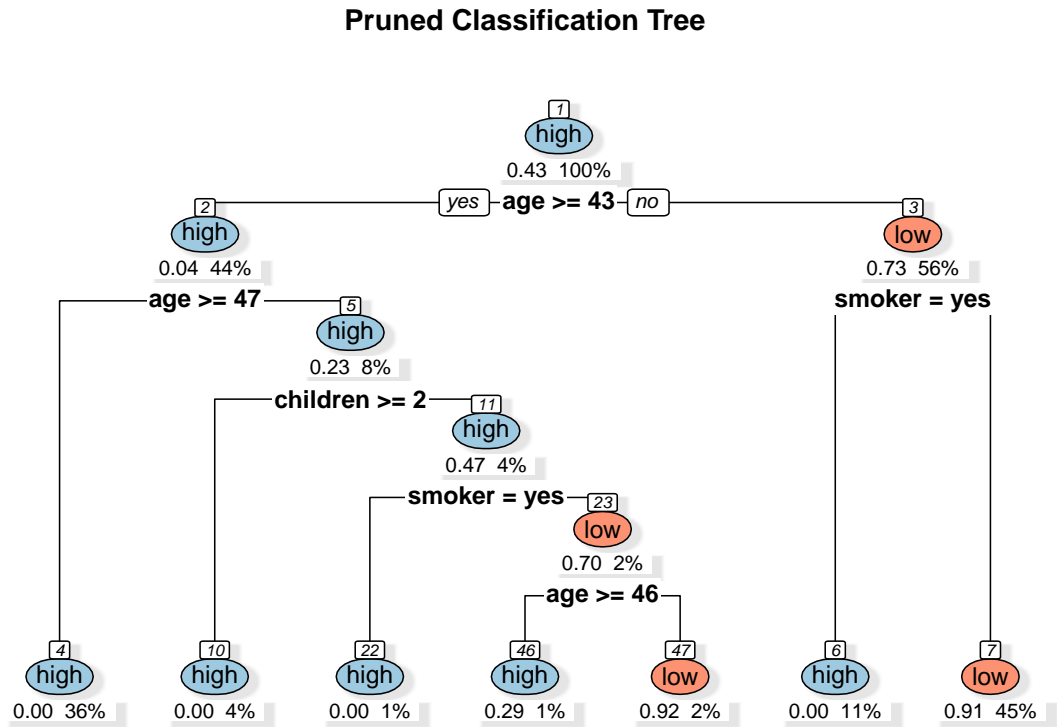 Pruned Classification Tree
1
high
0.43 100%
yes age >= 43 no
2
high
0.04 44%
age >= 47
3
low
0.73 56%
smoker = yes
5
high
0.23 8%
children >= 2
11
high
0.47 4%
smoker = yes
23
low
0.70 2%
age >= 46
4
high
0.00 36%
10
high
0.00 4%
22
high
0.00 1%
46
high
0.29 1%
47
low
0.92 2%
6
high
0.00 11%
7
low
0.91 45%